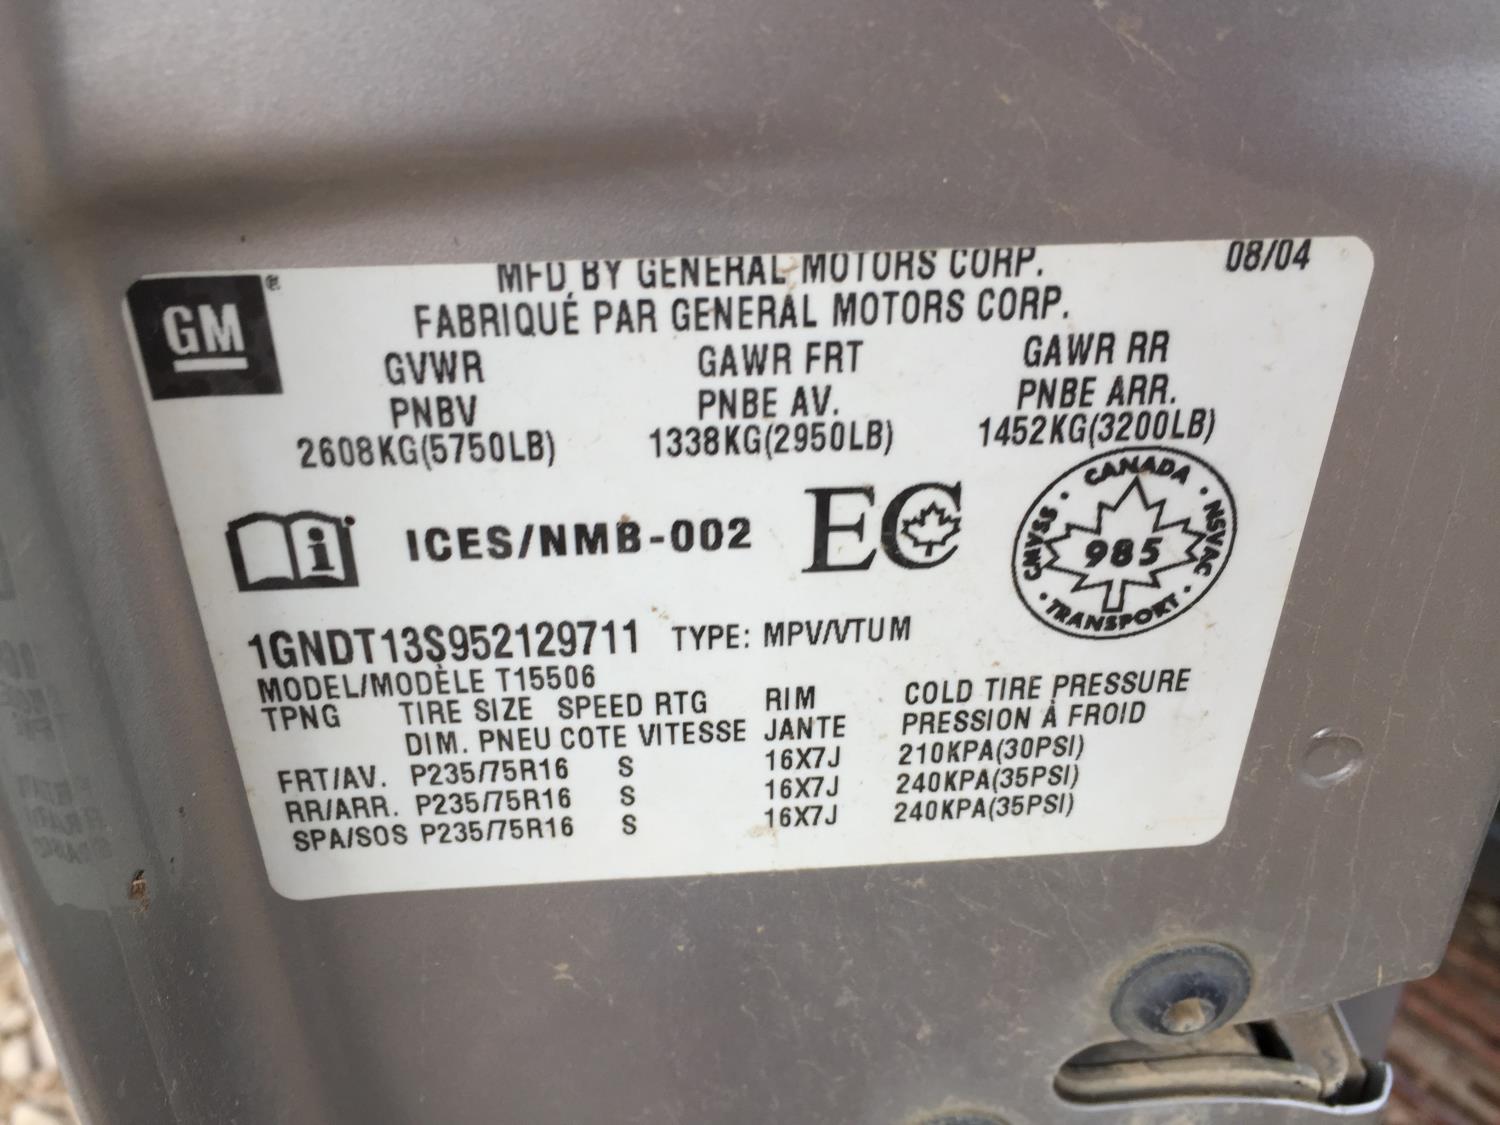 GM
MFD BY GENERAL MOTORS CORP. 08/04
FABRIQUÉ PAR GENERAL MOTORS CORP.
GVWR GAWR FRT GAWR RR
PNBV PNBE AV. PNBE ARR.
2608KG(5750LB) 1338KG(2950LB) 1452KG(3200LB)
ICES/NMB-002 EC
CANADA
CMVSS 985 NSVAC
TRANSPORT
1GNDT13S952129711 TYPE: MPV/VTUM
MODEL/MODÈLE T15506
TPNG TIRE SIZE SPEED RTG RIM COLD TIRE PRESSURE
DIM. PNEU COTE VITESSE JANTE PRESSION À FROID
FRT/AV. P235/75R16 S 16X7J 210KPA(30PSI)
RR/ARR. P235/75R16 S 16X7J 240KPA(35PSI)
SPA/SOS P235/75R16 S 16X7J 240KPA(35PSI)